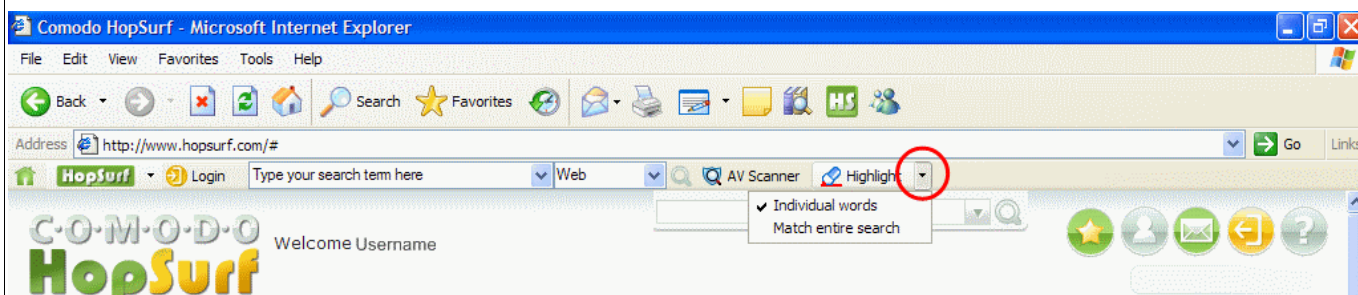 Comodo HopSurf - Microsoft Internet Explorer
File Edit View Favorites Tools Help
Back Search Favorites HS
Address http://www.hopsurf.com/# Go Links
HopSurf Login Type your search tem here Web AV Scanner Highlight
Individual words
Match entire search
C·O·M·O·D·O
HopSurf
Welcome Username